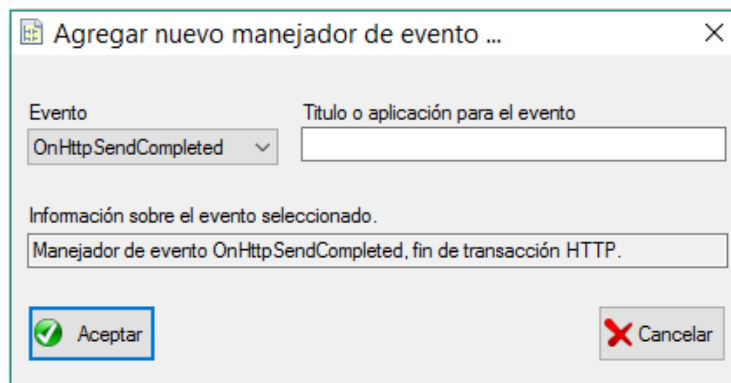 Agregar nuevo manejador de evento ...
Evento
Titulo o aplicación para el evento
OnHttpSendCompleted
Información sobre el evento seleccionado.
Manejador de evento OnHttpSendCompleted, fin de transacción HTTP.
Aceptar
Cancelar